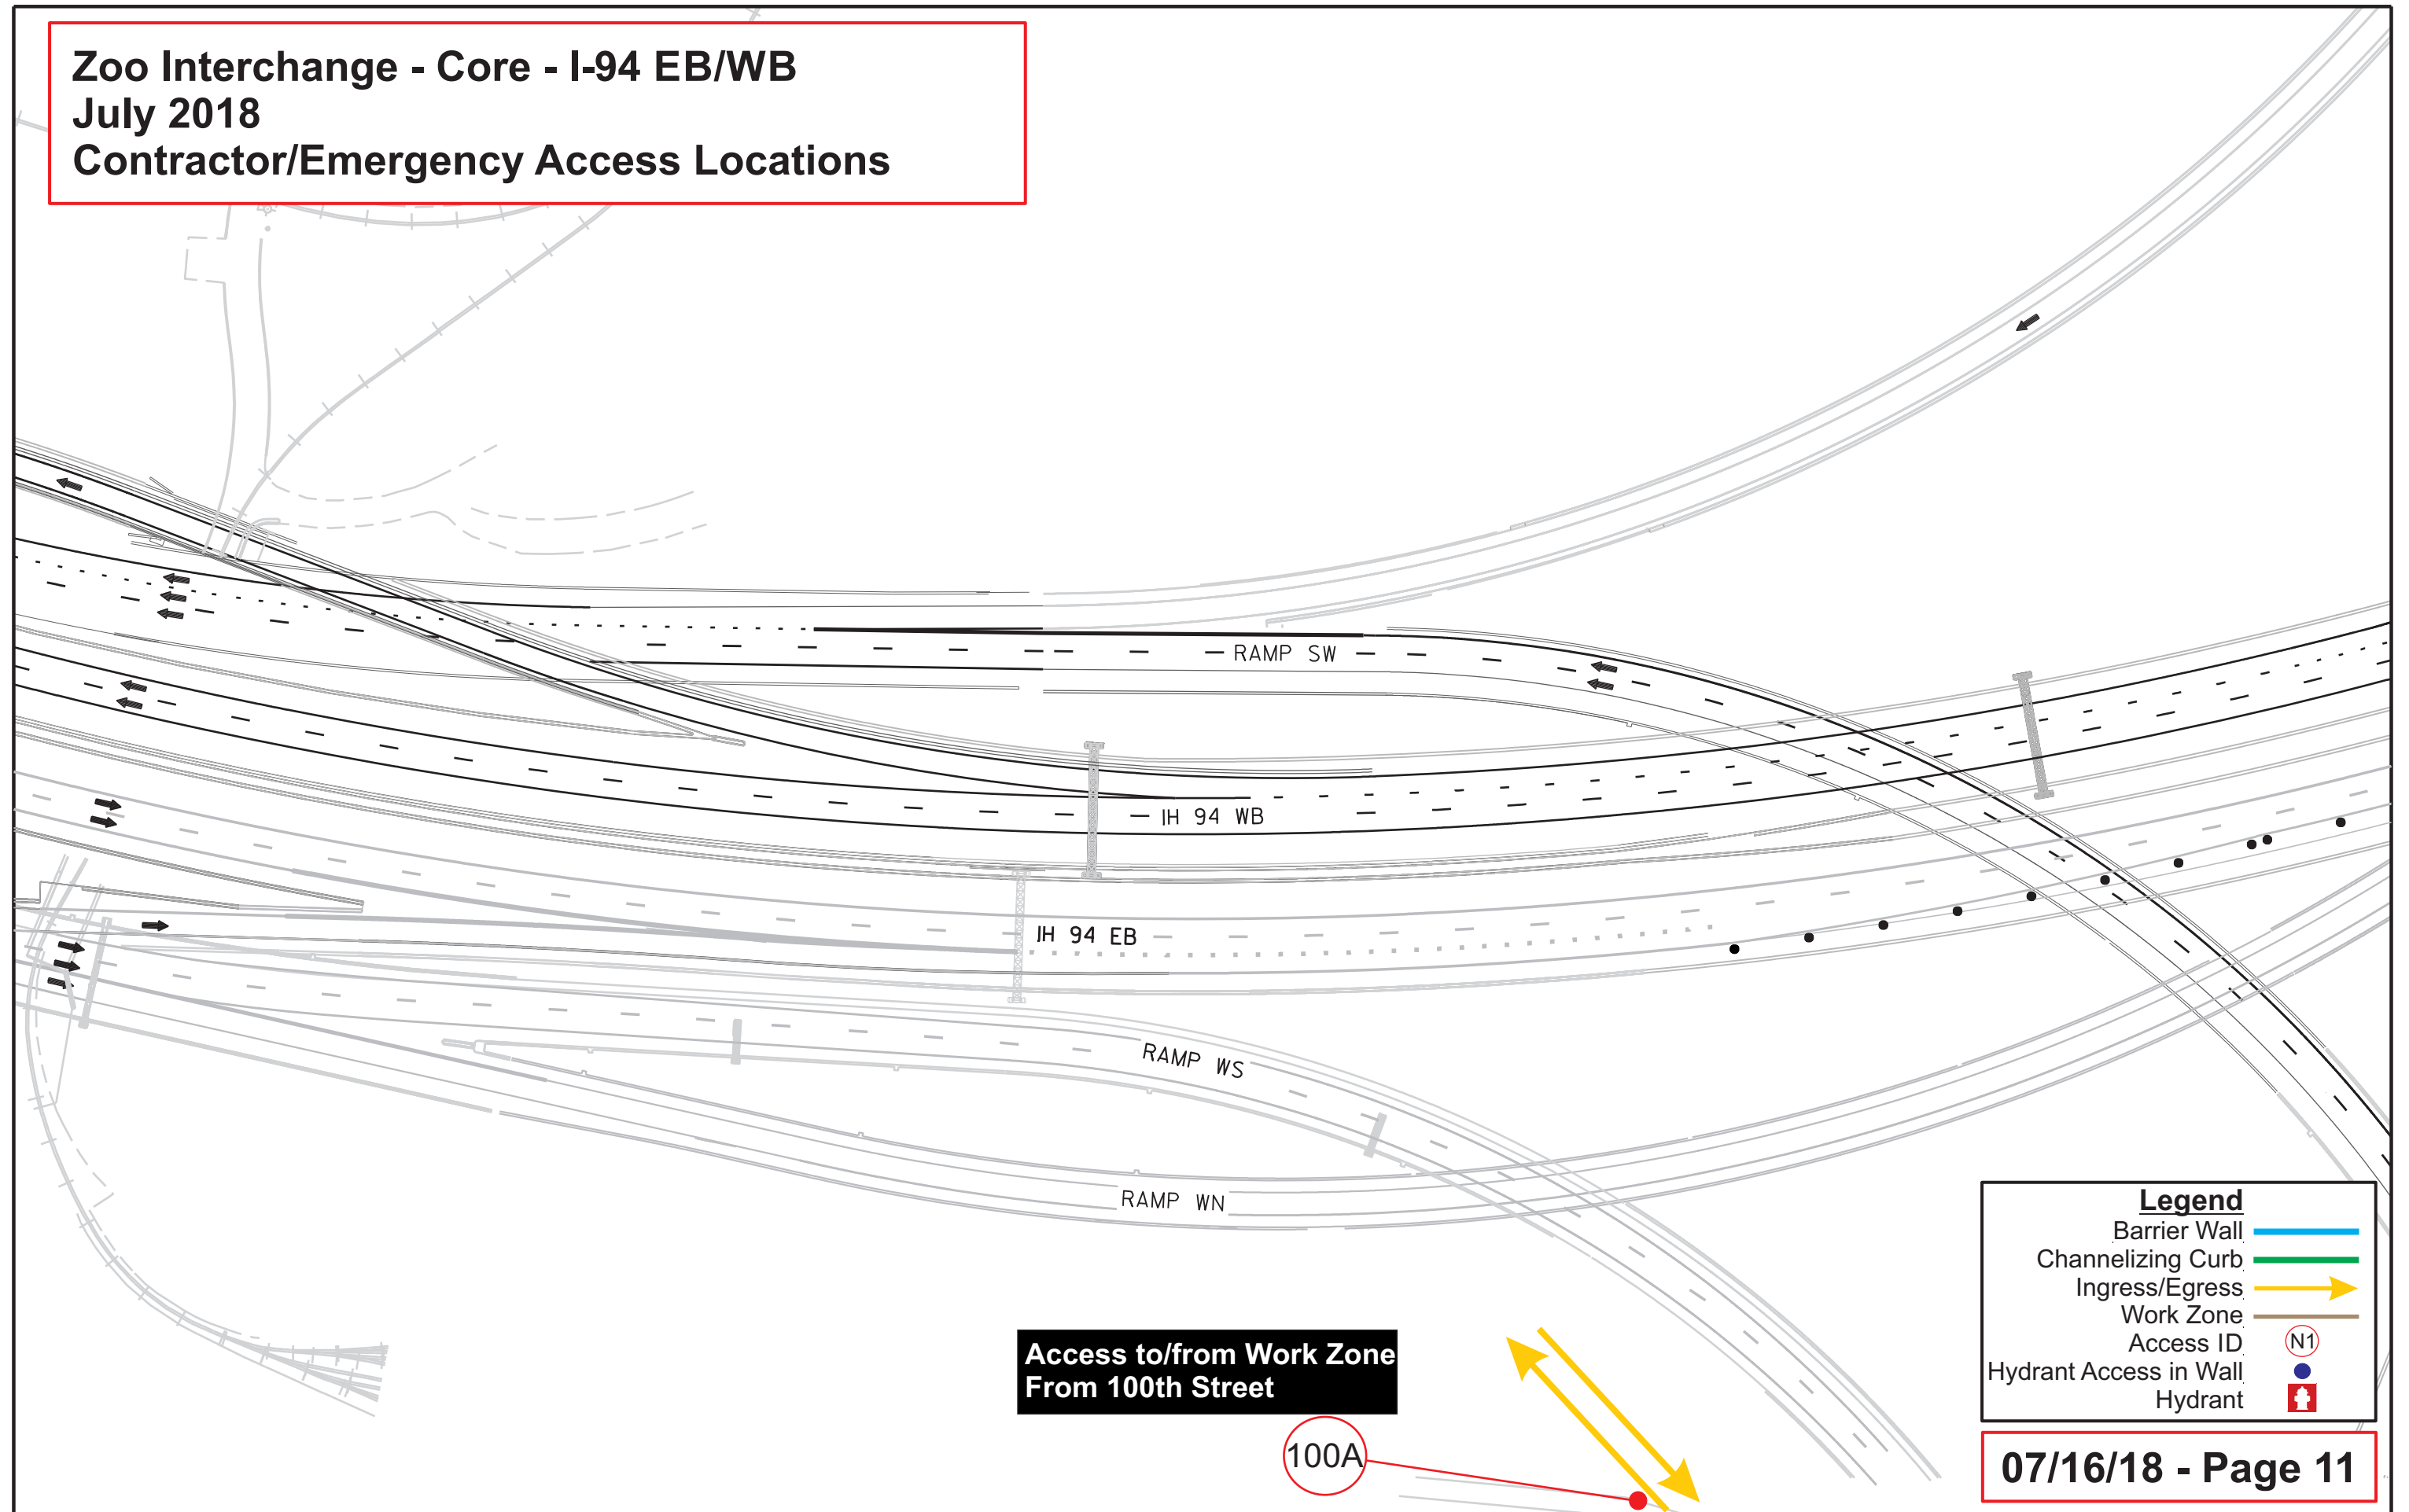 Zoo Interchange - Core - I-94 EB/WB
July 2018
Contractor/Emergency Access Locations
RAMP SW
IH 94 WB
IH 94 EB
RAMP WS
RAMP WN
Access to/from Work Zone
From 100th Street
100A
Legend
Barrier Wall
Channelizing Curb
Ingress/Egress
Work Zone
Access ID N1
Hydrant Access in Wall
Hydrant
07/16/18 - Page 11